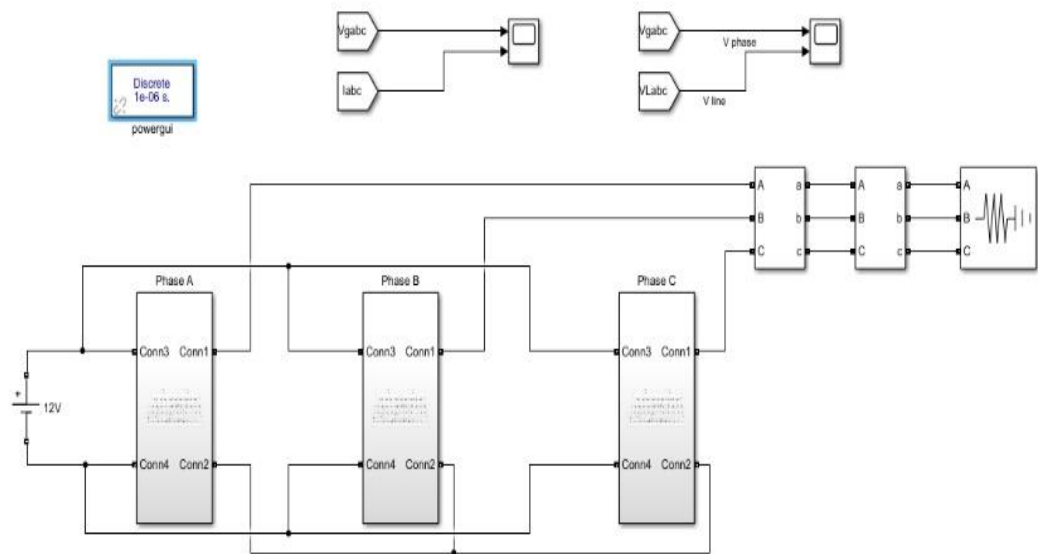 Vgabc
Iabc
Vgabc
V phase
VLabc
V line
Discrete
1e-06 s.
powergui
A a A a A
B b B b B
C c C c C
Phase A
Phase B
Phase C
Conn3 Conn1
Conn3 Conn1
Conn3 Conn1
+
12V
Conn4 Conn2
Conn4 Conn2
Conn4 Conn2